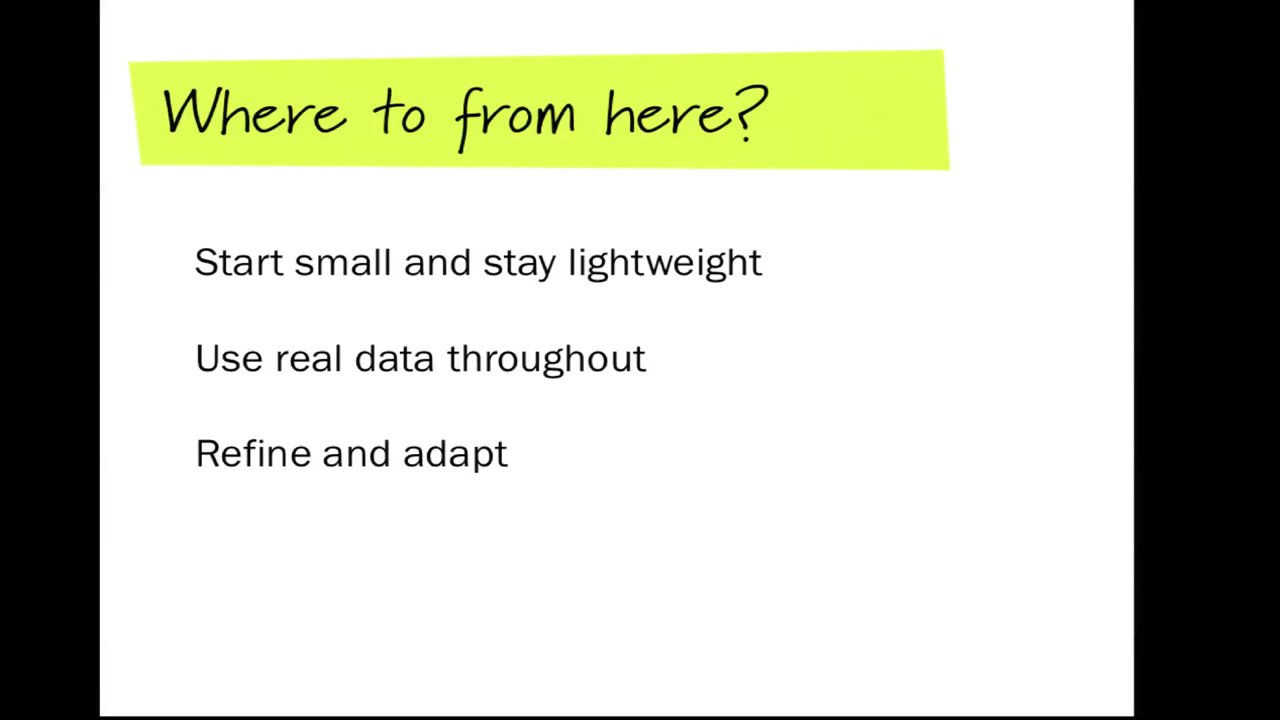 Where to from here?
Start small and stay lightweight
Use real data throughout
Refine and adapt